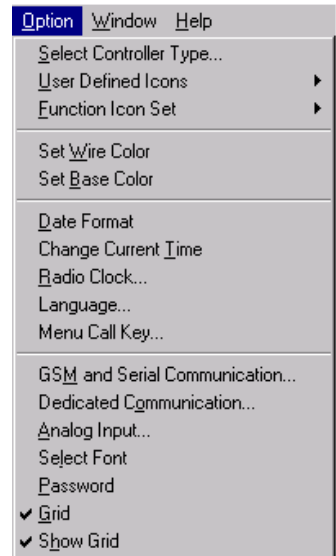 Option Window Help
Select Controller Type...
User Defined Icons
Function Icon Set
Set Wire Color
Set Base Color
Date Format
Change Current Time
Radio Clock...
Language...
Menu Call Key...
GSM and Serial Communication...
Dedicated Communication...
Analog Input...
Select Font
Password
Grid
Show Grid